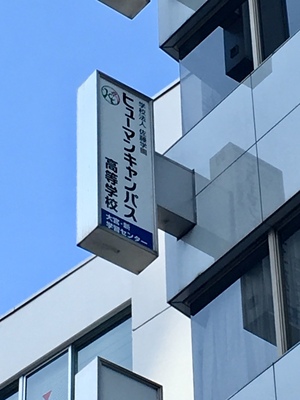 学校法人 佐藤学園
ヒューマンキャンパス
高等学校
大宮・新
学習センター